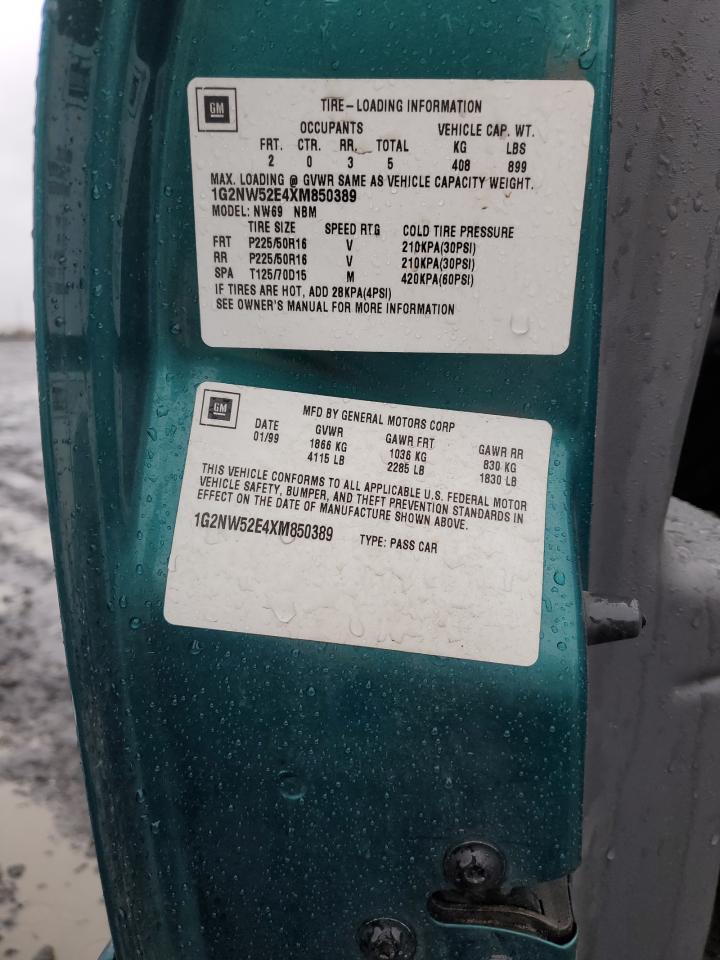 GM
TIRE-LOADING INFORMATION
OCCUPANTS VEHICLE CAP. WT.
FRT. CTR. RR. TOTAL KG LBS
2 0 3 5 408 899
MAX. LOADING @ GVWR SAME AS VEHICLE CAPACITY WEIGHT.
1G2NW52E4XM850389
MODEL: NW69 NBM
TIRE SIZE SPEED RTG COLD TIRE PRESSURE
FRT P225/50R16 V 210KPA(30PSI)
RR P225/50R16 V 210KPA(30PSI)
SPA T125/70D15 M 420KPA(60PSI)
IF TIRES ARE HOT, ADD 28KPA(4PSI)
SEE OWNER'S MANUAL FOR MORE INFORMATION
GM
MFD BY GENERAL MOTORS CORP
DATE GVWR GAWR FRT GAWR RR
01/99 1866 KG 1036 KG 830 KG
4115 LB 2285 LB 1830 LB
THIS VEHICLE CONFORMS TO ALL APPLICABLE U.S. FEDERAL MOTOR
VEHICLE SAFETY, BUMPER, AND THEFT PREVENTION STANDARDS IN
EFFECT ON THE DATE OF MANUFACTURE SHOWN ABOVE.
1G2NW52E4XM850389 TYPE: PASS CAR